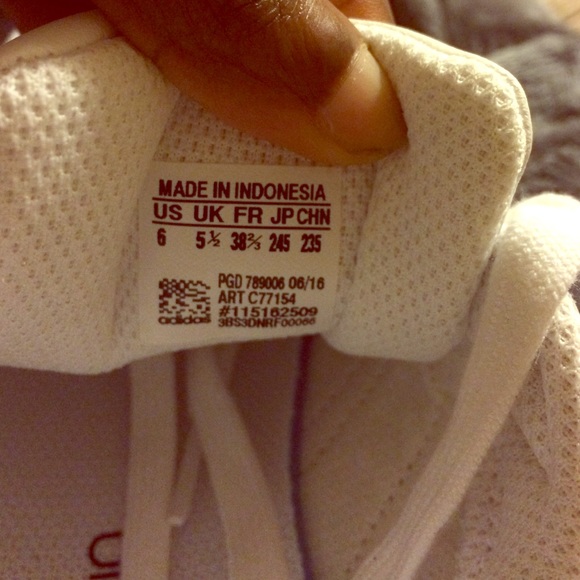 MADE IN INDONESIA
US UK FR JP CHN
6 5½ 38⅔ 245 235
PGD 789006 06/16
ART C77154
#115162509
adidas 3BS3DNRF00066
in